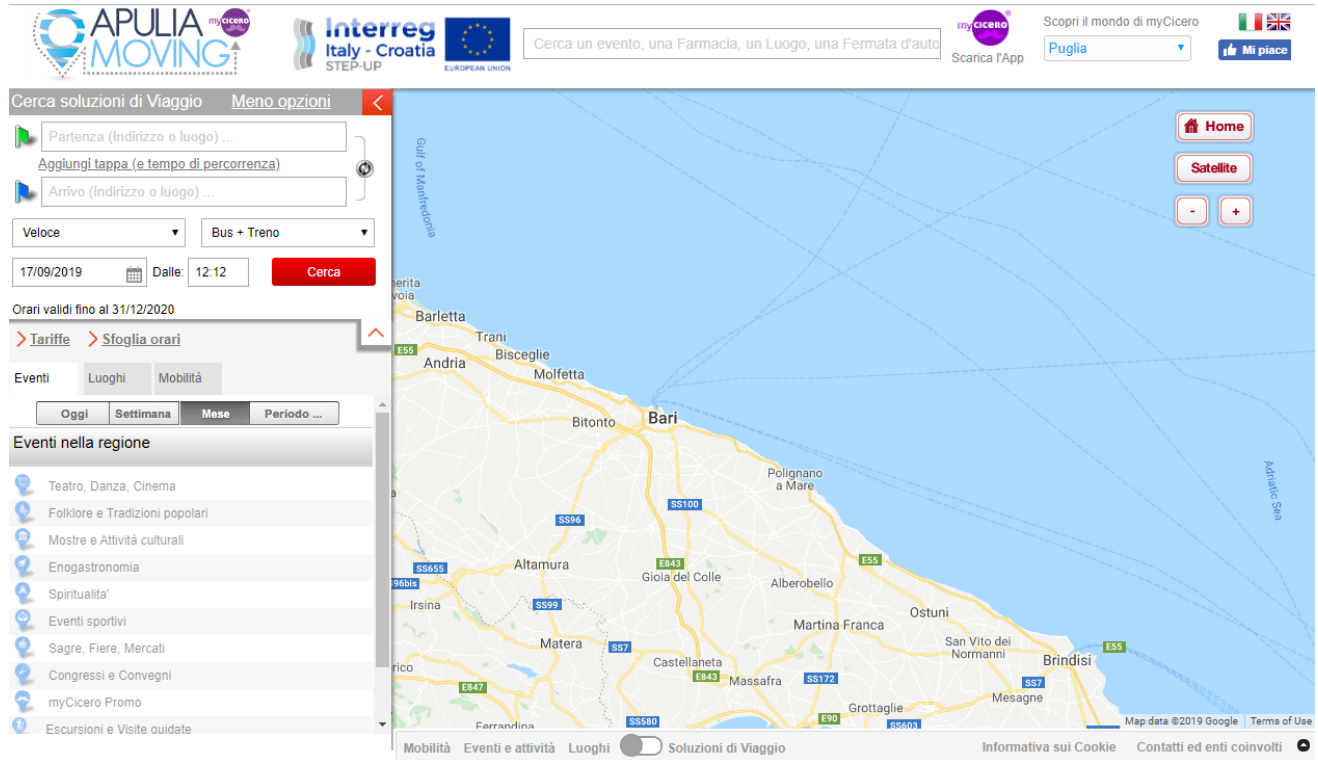 APULIA mycicero
MOVING
Interreg
Italy - Croatia
STEP-UP
EUROPEAN UNION
Cerca un evento, una Farmacia, un Luogo, una Fermata d'auto
mycicero
Scarica l'App
Scopri il mondo di myCicero
Puglia
Mi piace
Cerca soluzioni di Viaggio Meno opzioni
Partenza (Indirizzo o luogo) ...
Aggiungi tappa (e tempo di percorrenza)
Arrivo (Indirizzo o luogo) ...
Veloce Bus + Treno
17/09/2019 Dalle: 12:12 Cerca
Orari validi fino al 31/12/2020
Tariffe Sfoglia orari
Eventi Luoghi Mobilità
Oggi Settimana Mese Periodo ...
Eventi nella regione
Teatro, Danza, Cinema
Folklore e Tradizioni popolari
Mostre e Attività culturali
Enogastronomia
Spiritualita'
Eventi sportivi
Sagre, Fiere, Mercati
Congressi e Convegni
myCicero Promo
Escursioni e Visite guidate
Home
Satellite
- +
Gulf of Manfredonia
erita
voia
Barletta
Trani
E55
Bisceglie
Andria
Molfetta
Bari
Bitonto
Polignano
a Mare
Adriatic Sea
SS100
SS96
E55
SS655
Altamura
E843
Gioia del Colle
96bis
Alberobello
Irsina
SS99
Ostuni
Martina Franca
Matera
SS7
San Vito dei
Normanni
E55
Castellaneta
Brindisi
rico
E843
Massafra
SS172
E847
SS7
Mesagne
Grottaglie
Ferrandina
SS580
E90
SS603
Map data ©2019 Google Terms of Use
Mobilità Eventi e attività Luoghi Soluzioni di Viaggio Informativa sui Cookie Contatti ed enti coinvolti